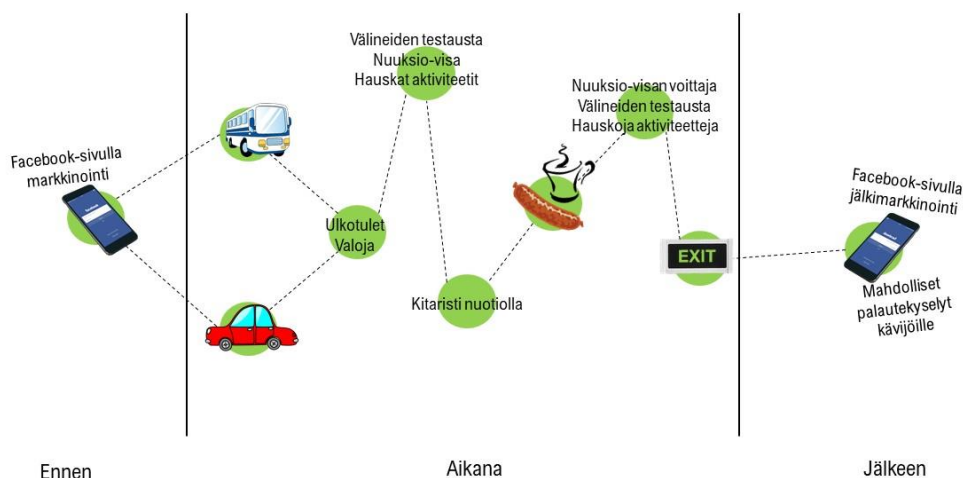 Facebook-sivulla
markkinointi
Ulkotulet
Valoja
Välineiden testausta
Nuuksio-visa
Hauskat aktiviteetit
Kitaristi nuotiolla
Nuuksio-visan voittaja
Välineiden testausta
Hauskoja aktiviteetteja
EXIT
Facebook-sivulla
jälkimarkkinointi
Mahdolliset
palautekyselyt
kävijöille
Ennen
Aikana
Jälkeen